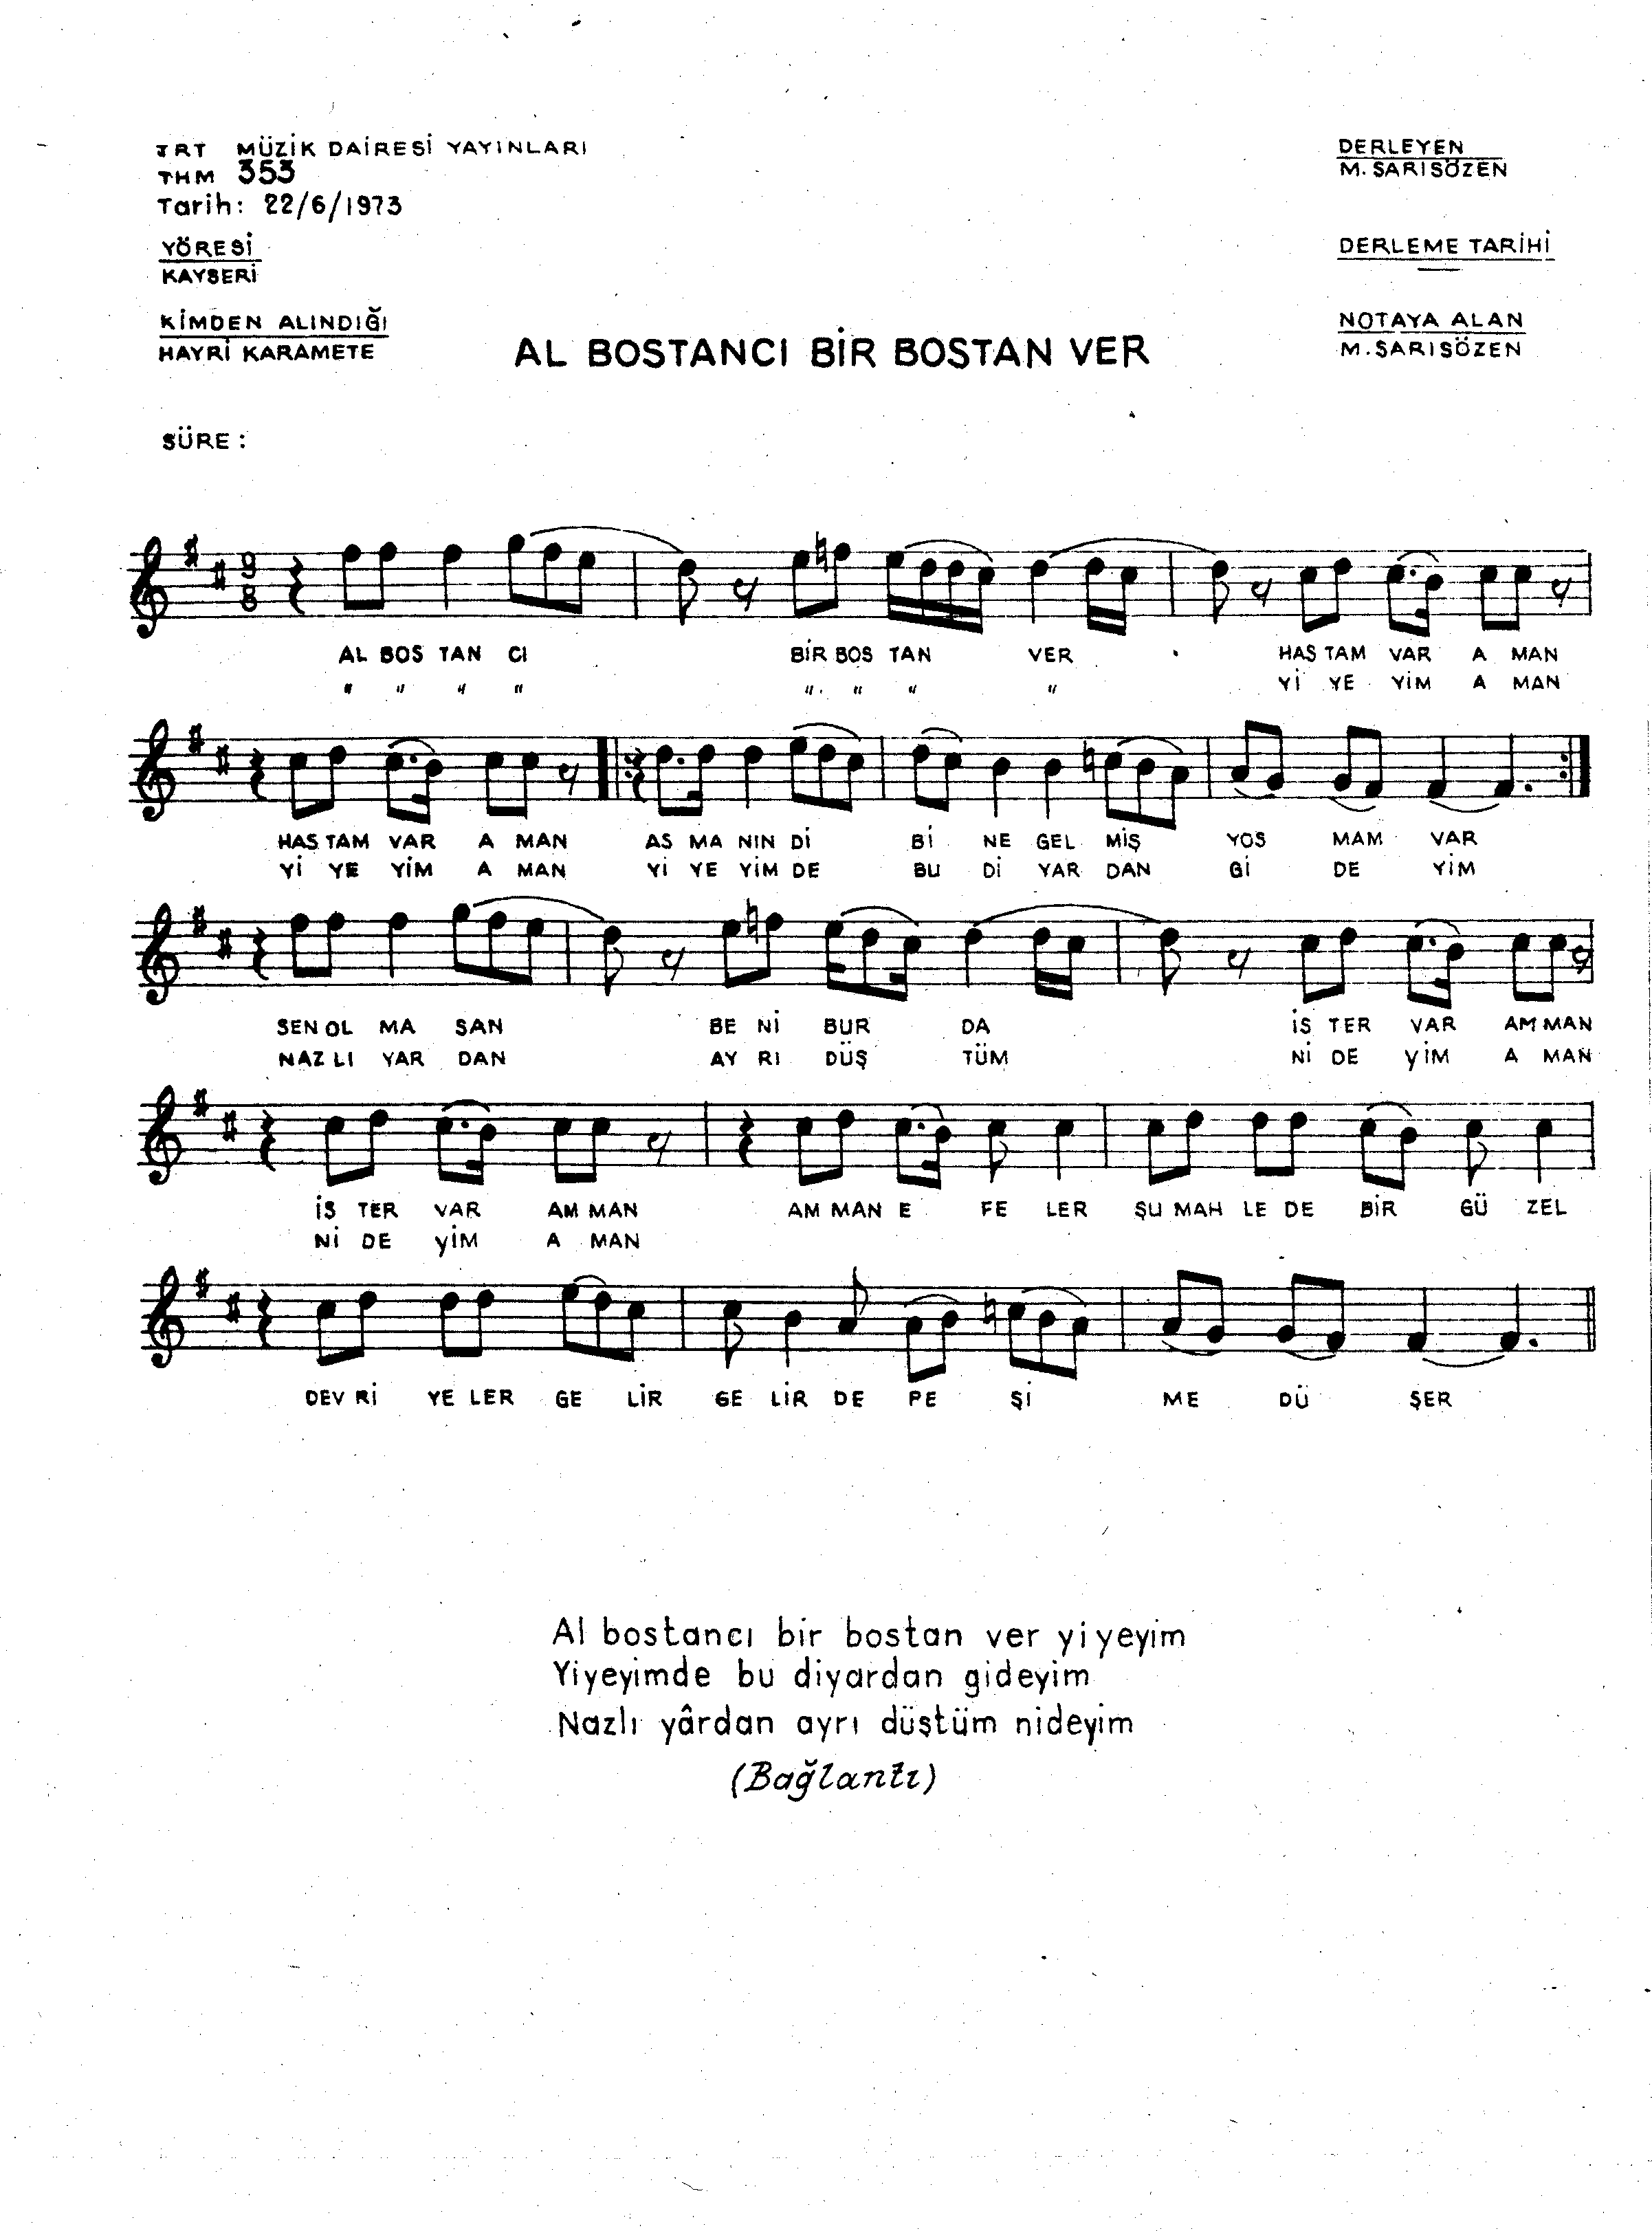 TRT MÜZİK DAİRESİ YAYINLARI
THM 353
Tarih: 22/6/1973
YÖRESİ
KAYSERİ
KİMDEN ALINDIĞI
HAYRİ KARAMETE
DERLEYEN
M. SARISÖZEN
DERLEME TARİHİ
NOTAYA ALAN
M. SARISÖZEN
AL BOSTANCI BİR BOSTAN VER
SÜRE :
9
8
AL BOS TAN CI BİR BOS TAN VER HAS TAM VAR A MAN
" " " " " " " " Yİ YE YİM A MAN
HAS TAM VAR A MAN AS MA NIN Dİ Bİ NE GEL MİŞ YOS MAM VAR
Yİ YE YİM A MAN Yİ YE YİM DE BU Dİ YAR DAN Gİ DE YİM
SEN OL MA SAN BE Nİ BUR DA İS TER VAR AM MAN
NAZ LI YAR DAN AY RI DÜŞ TÜM Nİ DE YİM A MAN
İS TER VAR AM MAN AM MAN E FE LER ŞU MAH LE DE BİR GÜ ZEL
Nİ DE YİM A MAN
DEV Rİ YE LER GE LİR GE LİR DE PE Şİ ME DÜ ŞER
Al bostancı bir bostan ver yiyeyim
Yiyeyimde bu diyardan gideyim
Nazlı yârdan ayrı düştüm nideyim
(Bağlantı)